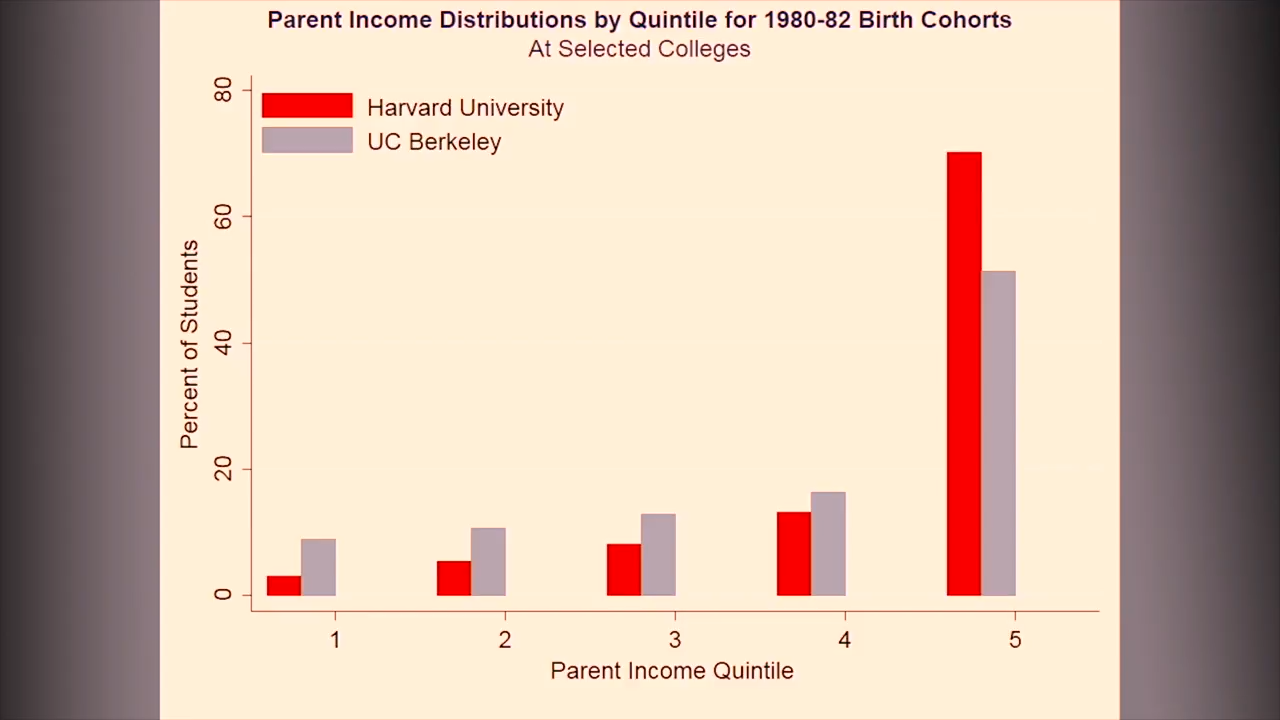 Parent Income Distributions by Quintile for 1980-82 Birth Cohorts
At Selected Colleges
Harvard University
UC Berkeley
Percent of Students
80
60
40
20
0
1 2 3 4 5
Parent Income Quintile